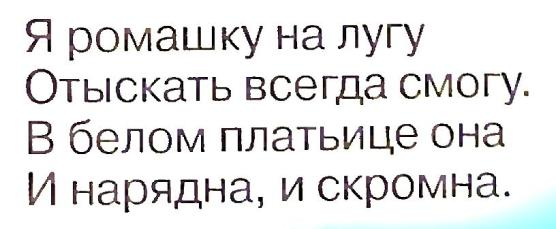 Я ромашку на лугу
Отыскать всегда смогу.
В белом платьице она
И нарядна, и скромна.